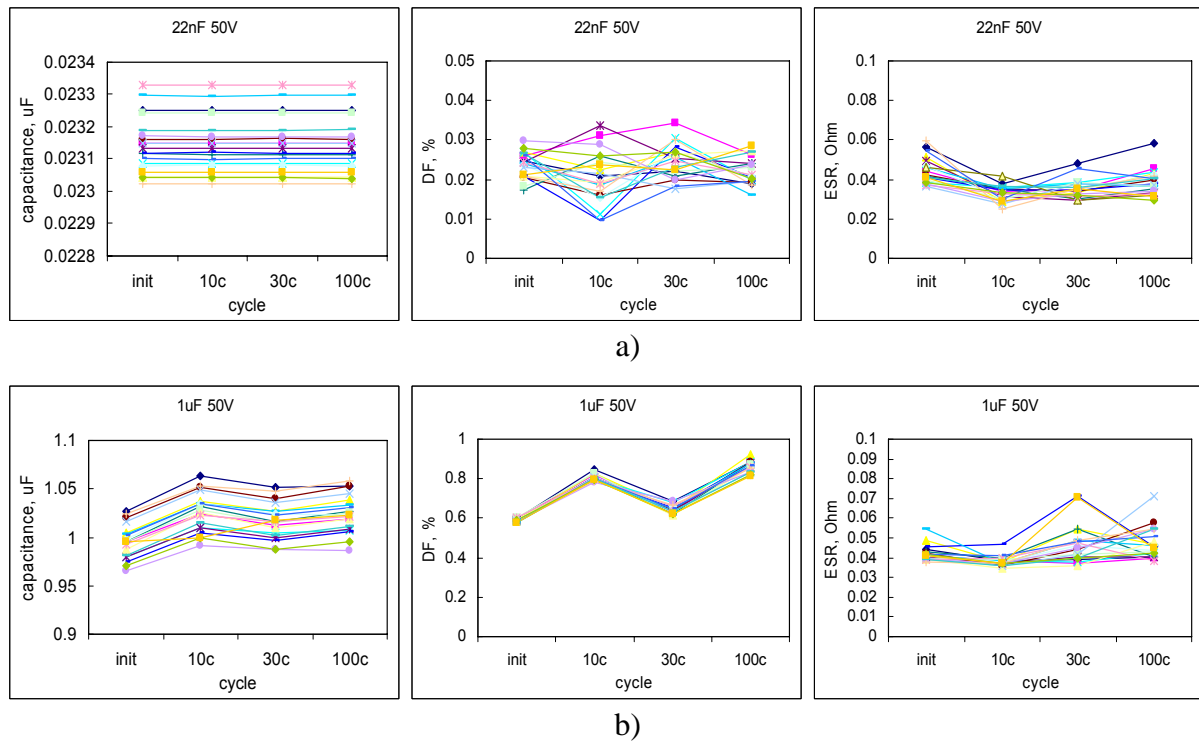 22nF 50V
capacitance, uF
0.0234
0.0233
0.0232
0.0231
0.023
0.0229
0.0228
init 10c 30c 100c
cycle
22nF 50V
DF, %
0.05
0.04
0.03
0.02
0.01
0
init 10c 30c 100c
cycle
22nF 50V
ESR, Ohm
0.1
0.08
0.06
0.04
0.02
0
init 10c 30c 100c
cycle
a)
1uF 50V
capacitance, uF
1.1
1.05
1
0.95
0.9
init 10c 30c 100c
cycle
1uF 50V
DF, %
1
0.8
0.6
0.4
0.2
0
init 10c 30c 100c
cycle
1uF 50V
ESR, Ohm
0.1
0.09
0.08
0.07
0.06
0.05
0.04
0.03
0.02
0.01
0
init 10c 30c 100c
cycle
b)